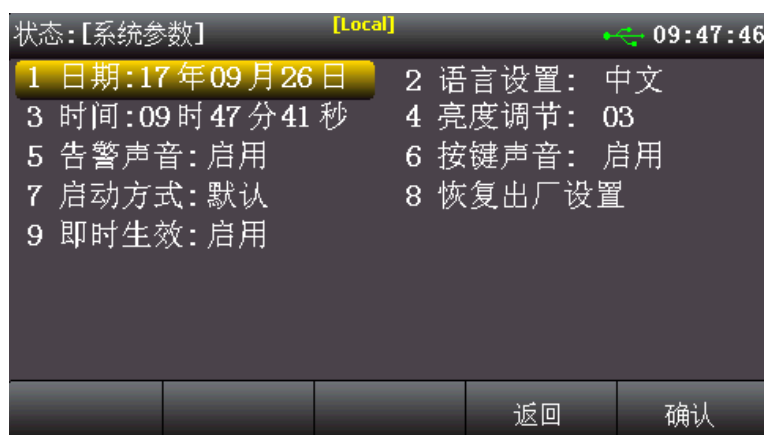 状态:[系统参数] [Local] 09:47:46
1 日期:17年09月26日 2 语言设置: 中文
3 时间:09时47分41秒 4 亮度调节: 03
5 告警声音:启用 6 按键声音: 启用
7 启动方式:默认 8 恢复出厂设置
9 即时生效:启用
返回 确认